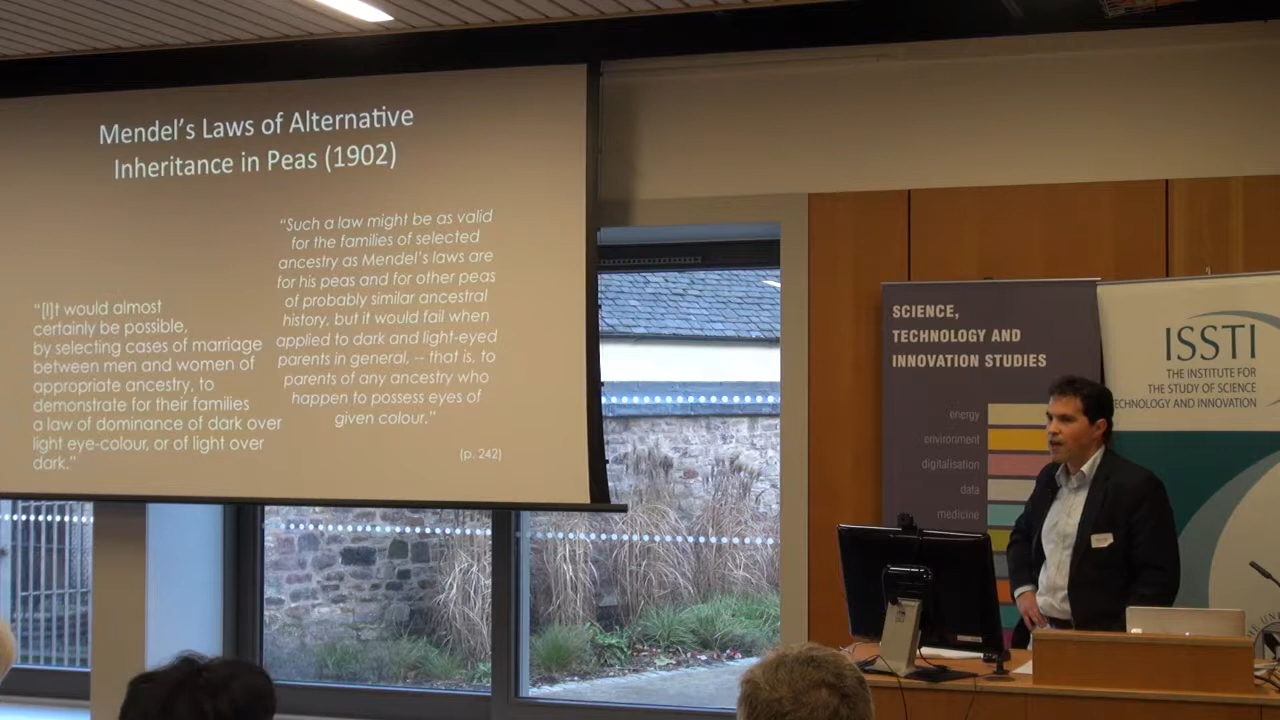 Mendel's Laws of Alternative
Inheritance in Peas (1902)
"[I]t would almost
certainly be possible,
by selecting cases of marriage
between men and women of
appropriate ancestry, to
demonstrate for their families
a law of dominance of dark over
light eye-colour, or of light over
dark."
"Such a law might be as valid
for the families of selected
ancestry as Mendel's laws are
for his peas and for other peas
of probably similar ancestral
history, but it would fail when
applied to dark and light-eyed
parents in general, -- that is, to
parents of any ancestry who
happen to possess eyes of
given colour."
(p. 242)
SCIENCE,
TECHNOLOGY AND
INNOVATION STUDIES
energy
environment
digitalisation
data
medicine
ISSTI
THE INSTITUTE FOR
THE STUDY OF SCIENCE
TECHNOLOGY AND INNOVATION